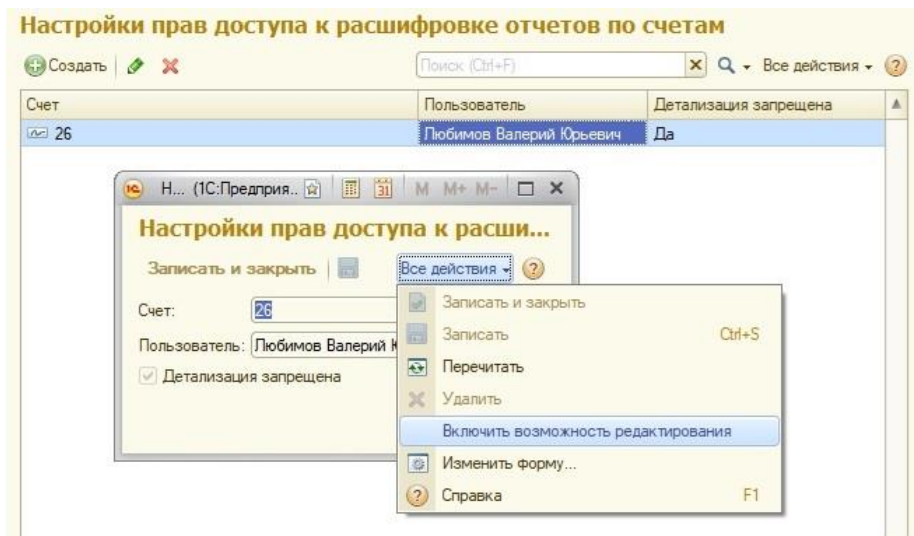 Настройки прав доступа к расшифровке отчетов по счетам
Создать
Поиск (Ctrl+F)
Все действия
Счет Пользователь Детализация запрещена
26 Любимов Валерий Юрьевич Да
Н... (1С:Предприя.. M M+ M-
Настройки прав доступа к расши...
Записать и закрыть Все действия
Счет: 26
Пользователь: Любимов Валерий
Детализация запрещена
Записать и закрыть
Записать Ctrl+S
Перечитать
Удалить
Включить возможность редактирования
Изменить форму...
Справка F1